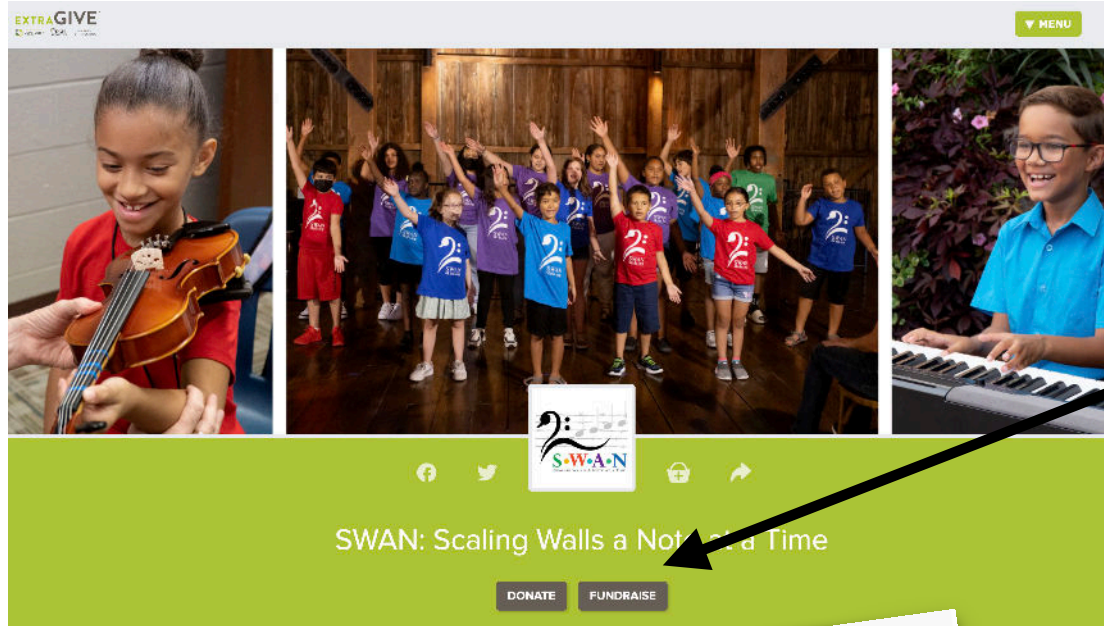 EXTRAGIVE
▼ MENU
S•W•A•N
SWAN: Scaling Walls a Note at a Time
DONATE
FUNDRAISE